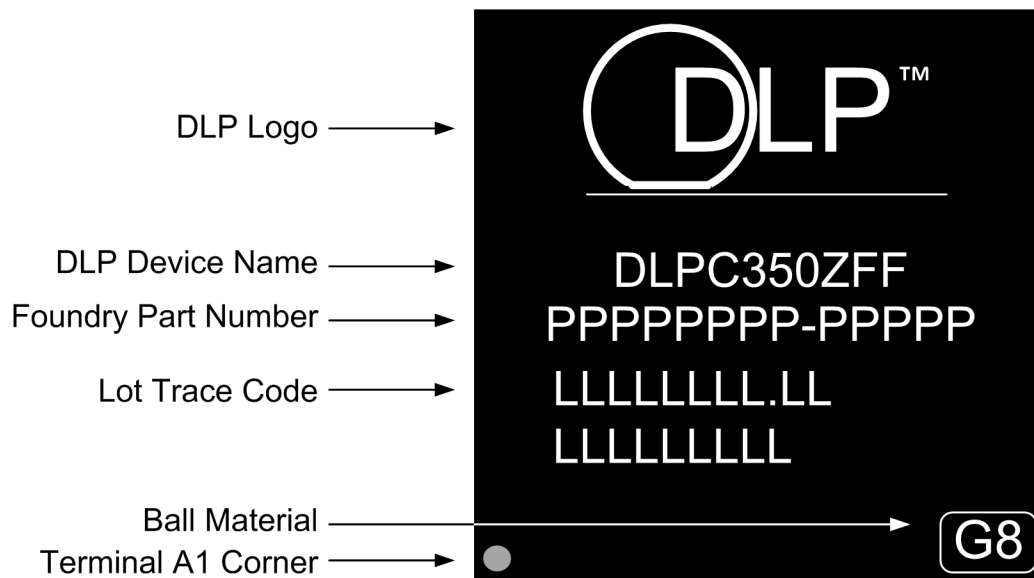 DLP Logo
DLP™
DLP Device Name
DLPC350ZFF
Foundry Part Number
PPPPPPPP-PPPPP
Lot Trace Code
LLLLLLLL.LL
LLLLLLLLL
Ball Material
G8
Terminal A1 Corner